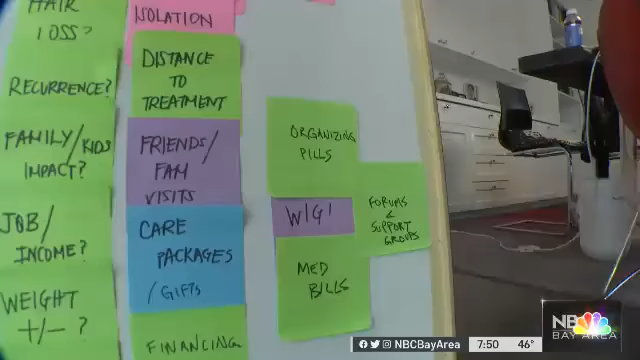 HAIR
LOSS?
RECURRENCE?
FAMILY/KIDS
IMPACT?
JOB/
INCOME?
WEIGHT
+/- ?
ISOLATION
DISTANCE
TO
TREATMENT
FRIENDS/
FAM
VISITS
CARE
PACKAGES
/GIFTS
FINANCING
ORGANIZING
PILLS
WIG!
MED
BILLS
FORUMS
&
SUPPORT
GROUPS
NBCBayArea
7:50 46°
NBC
BAY AREA